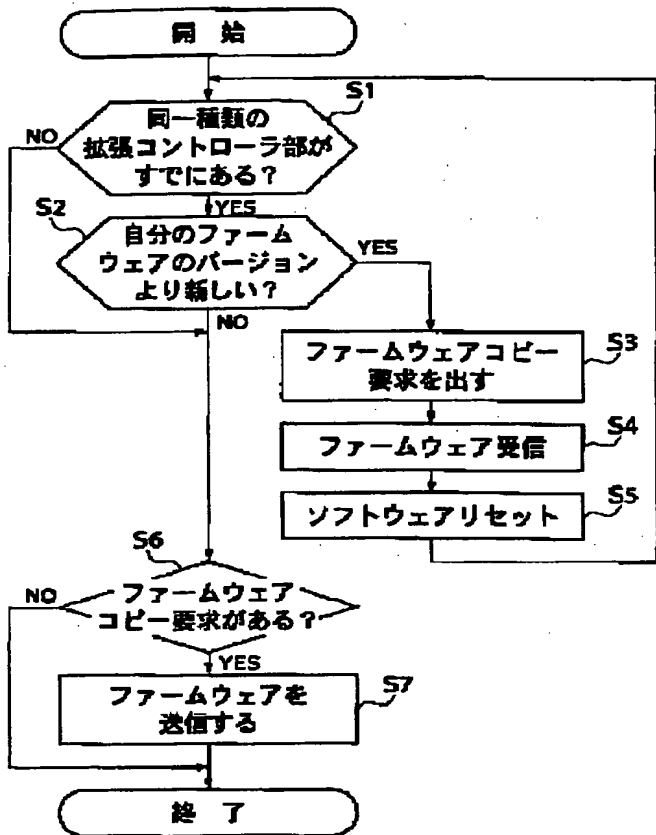 開 始
S1
同一種類の
拡張コントローラ部が
すでにある？
NO
YES
S2
自分のファーム
ウェアのバージョン
より新しい？
YES
NO
ファームウェアコピー
要求を出す
S3
ファームウェア受信
S4
ソフトウェアリセット
S5
S6
ファームウェア
コピー要求がある？
NO
YES
ファームウェアを
送信する
S7
終 了